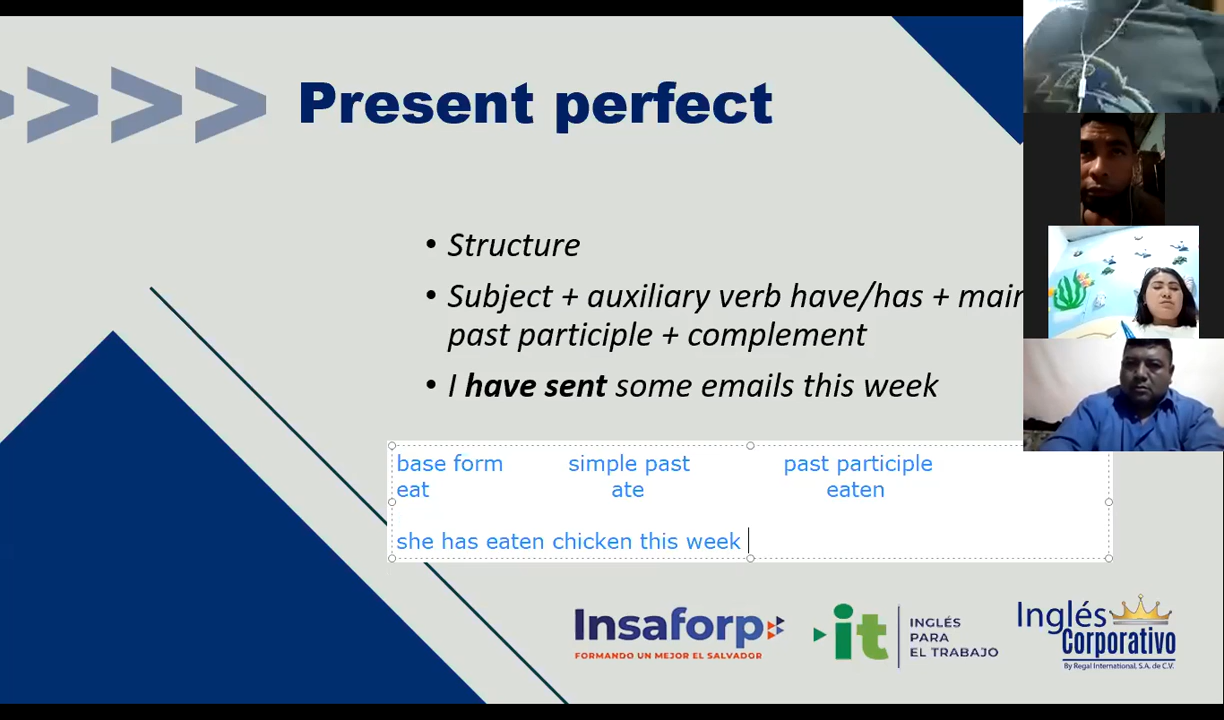 Present perfect
• Structure
• Subject + auxiliary verb have/has + main
past participle + complement
• I have sent some emails this week
base form simple past past participle
eat ate eaten
she has eaten chicken this week
Insaforp
FORMANDO UN MEJOR EL SALVADOR
it
INGLÉS
PARA
EL TRABAJO
Inglés
Corporativo
By Regal International, S.A. de C.V.